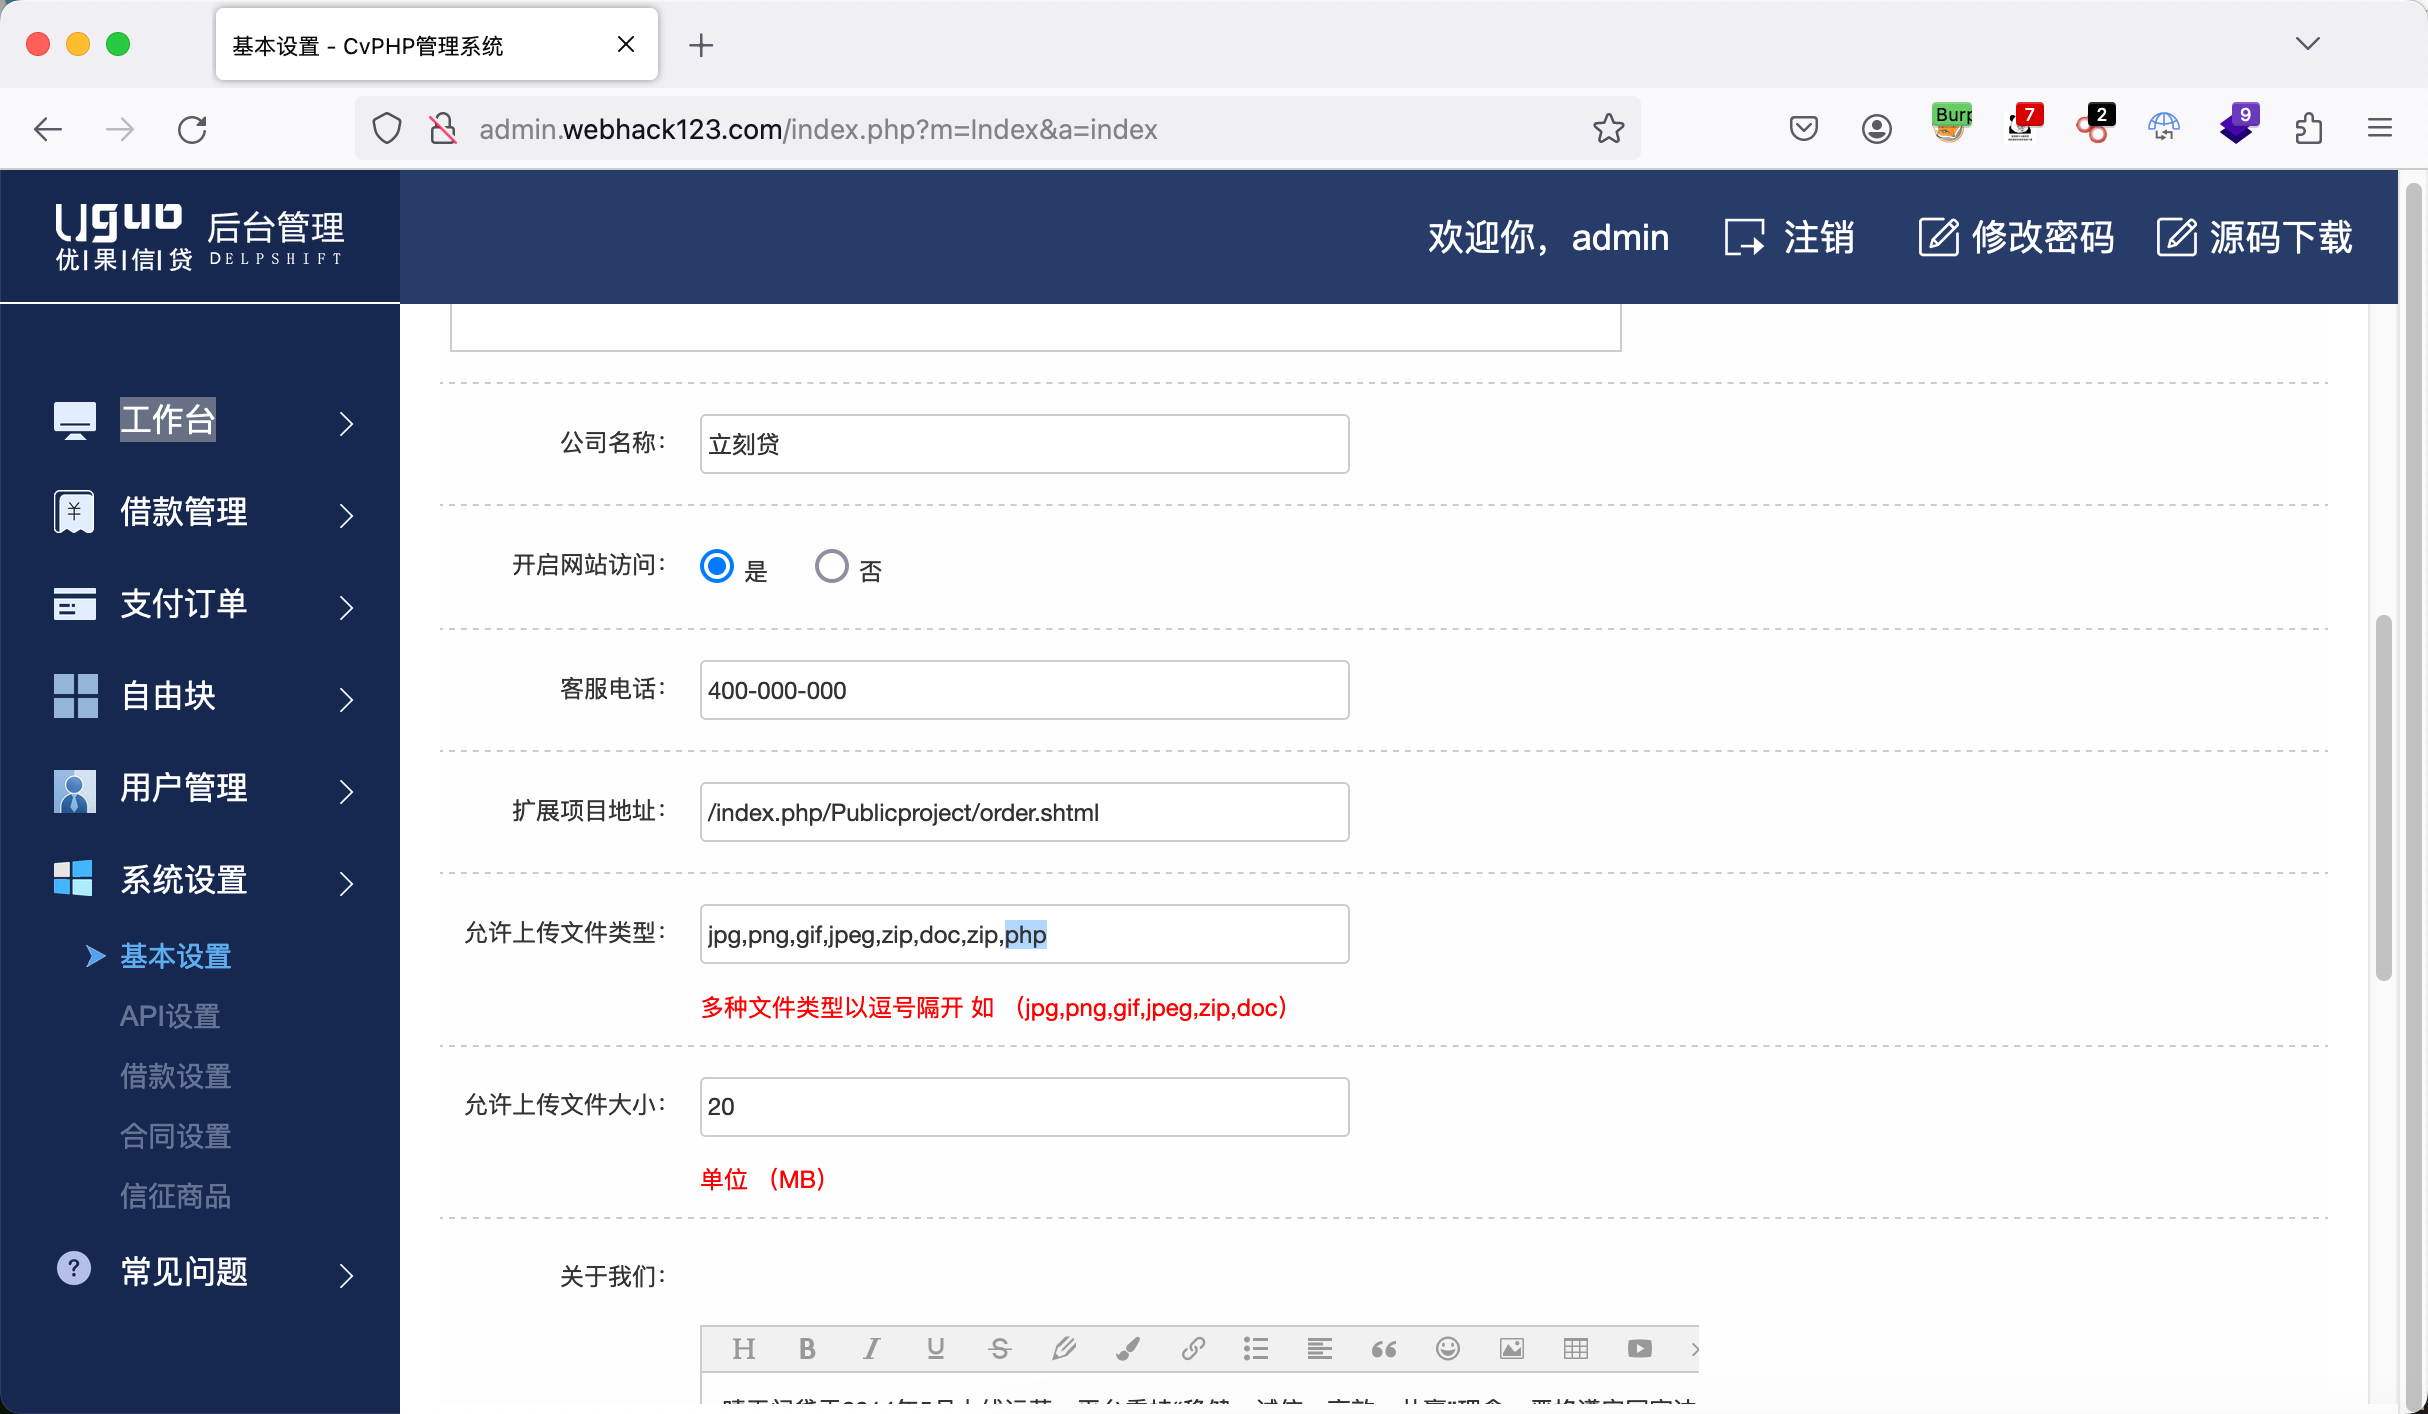 基本设置 - CvPHP管理系统
admin.webhack123.com/index.php?m=Index&a=index
Burp
7
2
9
Ugub 后台管理
优|果|信|贷 DELPSHIFT
欢迎你，admin 注销 修改密码 源码下载
工作台
借款管理
支付订单
自由块
用户管理
系统设置
基本设置
API设置
借款设置
合同设置
信征商品
常见问题
公司名称： 立刻贷
开启网站访问： 是 否
客服电话： 400-000-000
扩展项目地址： /index.php/Publicproject/order.shtml
允许上传文件类型： jpg,png,gif,jpeg,zip,doc,zip,php
多种文件类型以逗号隔开 如 （jpg,png,gif,jpeg,zip,doc）
允许上传文件大小： 20
单位 （MB）
关于我们：